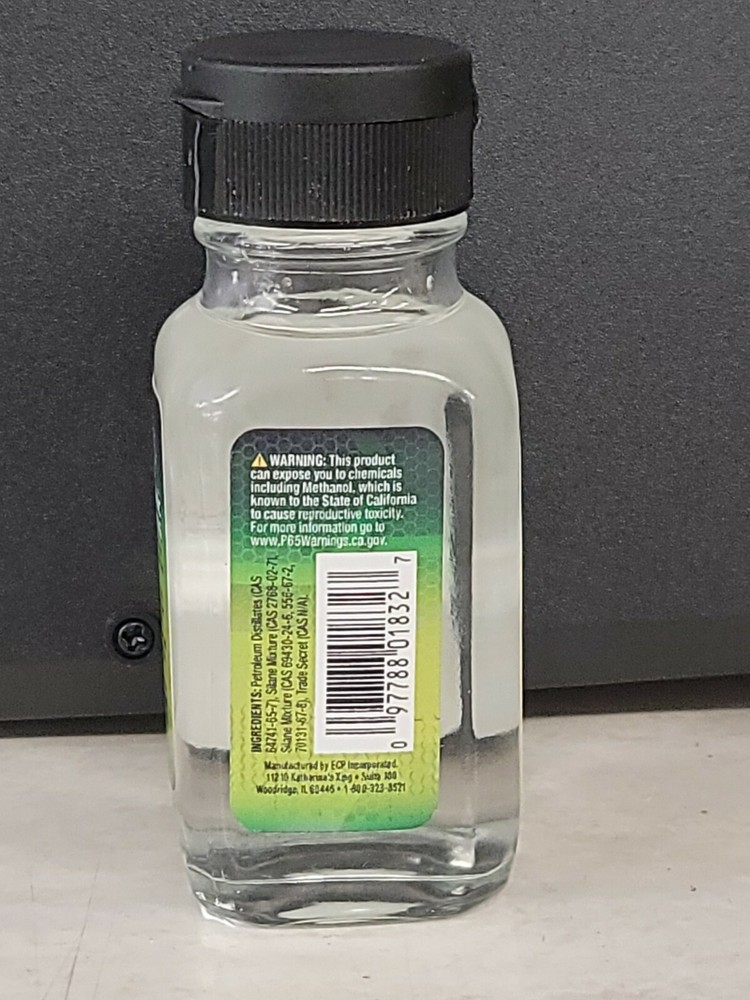 WARNING: This product
can expose you to chemicals
including Methanol, which is
known to the State of California
to cause reproductive toxicity.
For more information go to
www.P65Warnings.ca.gov.
INGREDIENTS: Petroleum Distillates (CAS
64741-65-7), Silane Mixture (CAS 2768-02-7),
Silane Mixture (CAS 69430-24-6, 556-67-2,
70131-67-8), Trade Secret (CAS N/A).
0 97788 01832 7
Manufactured by ECP Incorporated.
11210 Katherine's Xing • Suite 100
Woodridge, IL 60446 • 1-800-323-3521